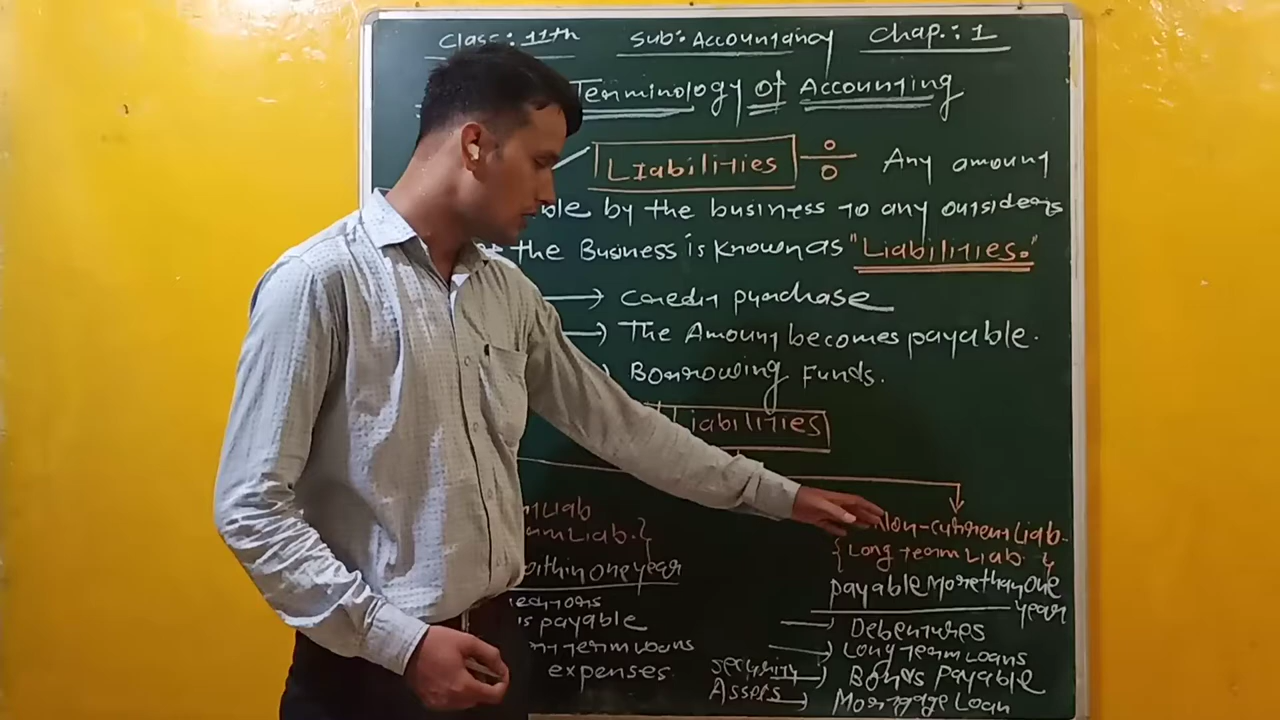 Class: 11th Sub: Accountancy Chap.: 1
Terminology of Accounting
Liabilities ÷ Any amount
ble by the business to any outsiders
the Business is known as "Liabilities."
→ Credit purchase
→ The Amount becomes payable.
Borrowing Funds.
Liabilities
Liab Non-current Liab.
Liab. } { Long Term Liab. }
within one year payable more than one year
Debentures
payable Long Term Loans
Term Loans Security Bonds Payable
expenses. Assets → Mortgage Loan